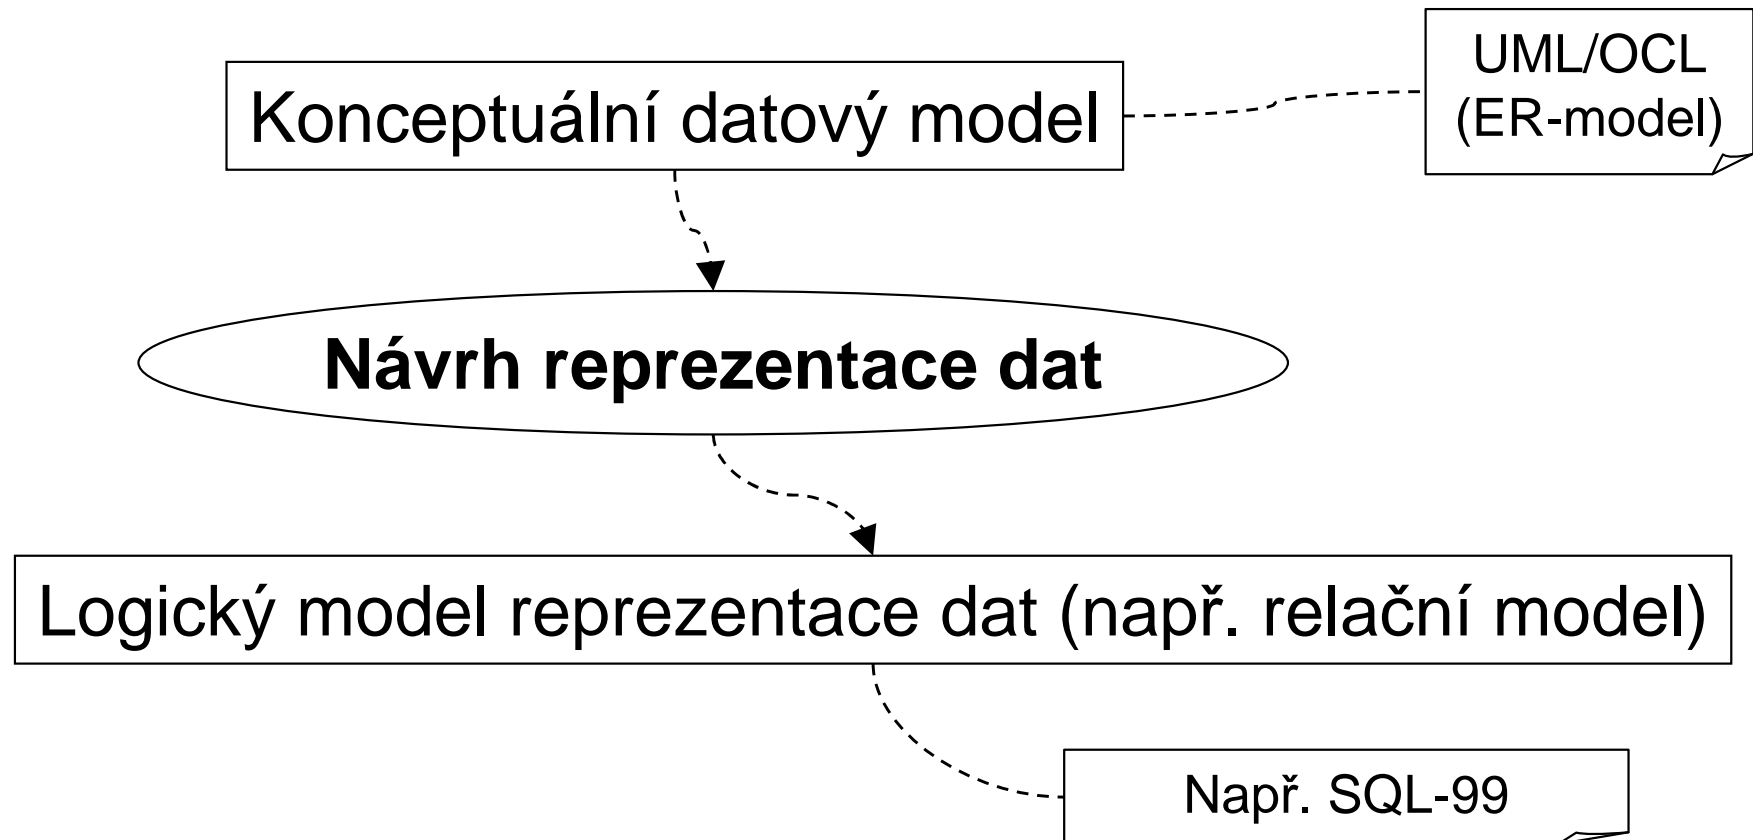 UML/OCL
(ER-model)
Konceptuální datový model
Návrh reprezentace dat
Logický model reprezentace dat (např. relační model)
Např. SQL-99